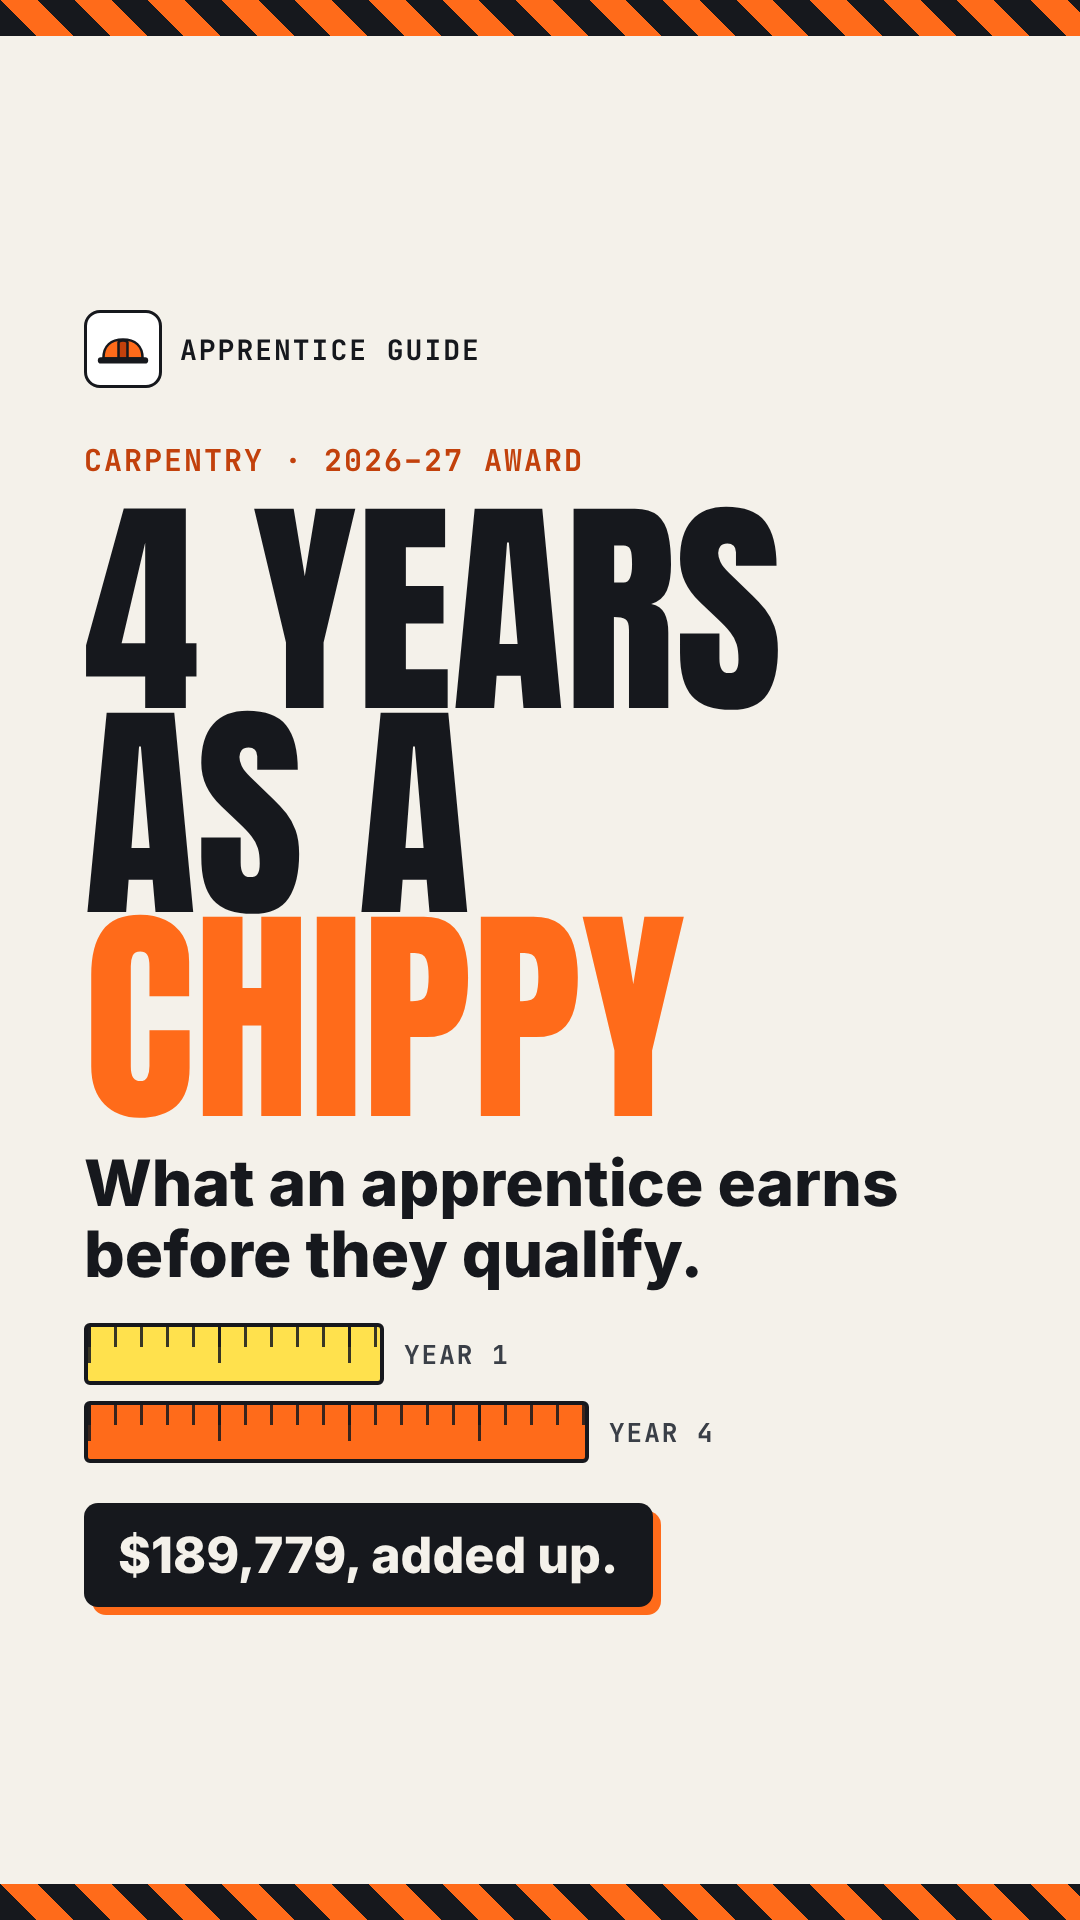 APPRENTICE GUIDE
CARPENTRY · 2026–27 AWARD
4 YEARS
AS A
CHIPPY
What an apprentice earns
before they qualify.
YEAR 1
YEAR 4
$189,779, added up.